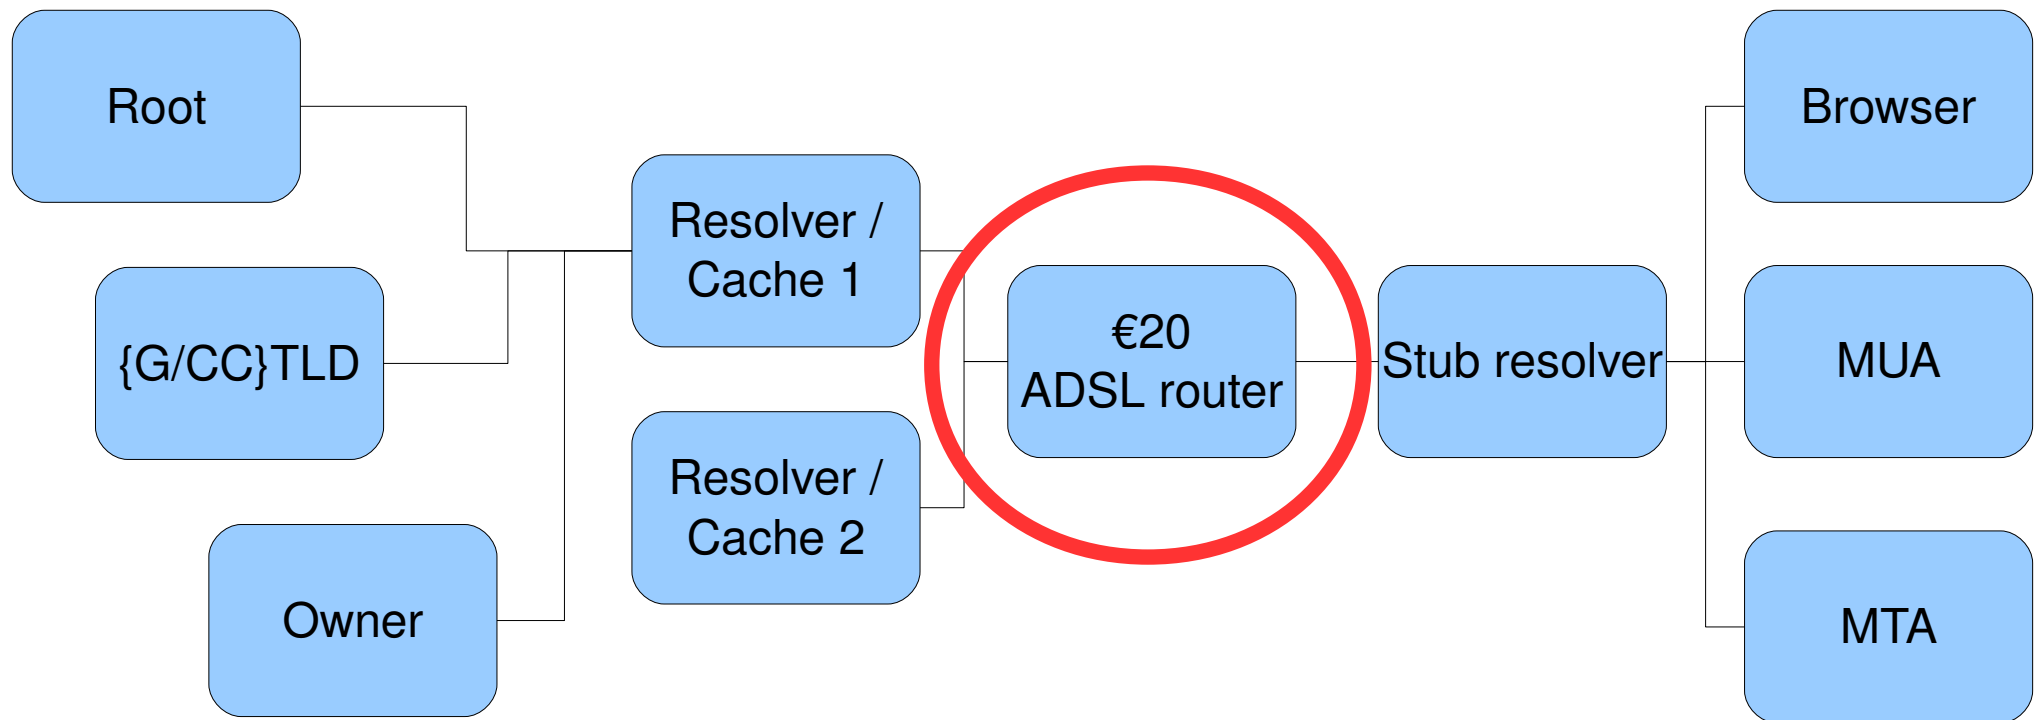 Root
{G/CC}TLD
Owner
Resolver /
Cache 1
Resolver /
Cache 2
€20
ADSL router
Stub resolver
Browser
MUA
MTA